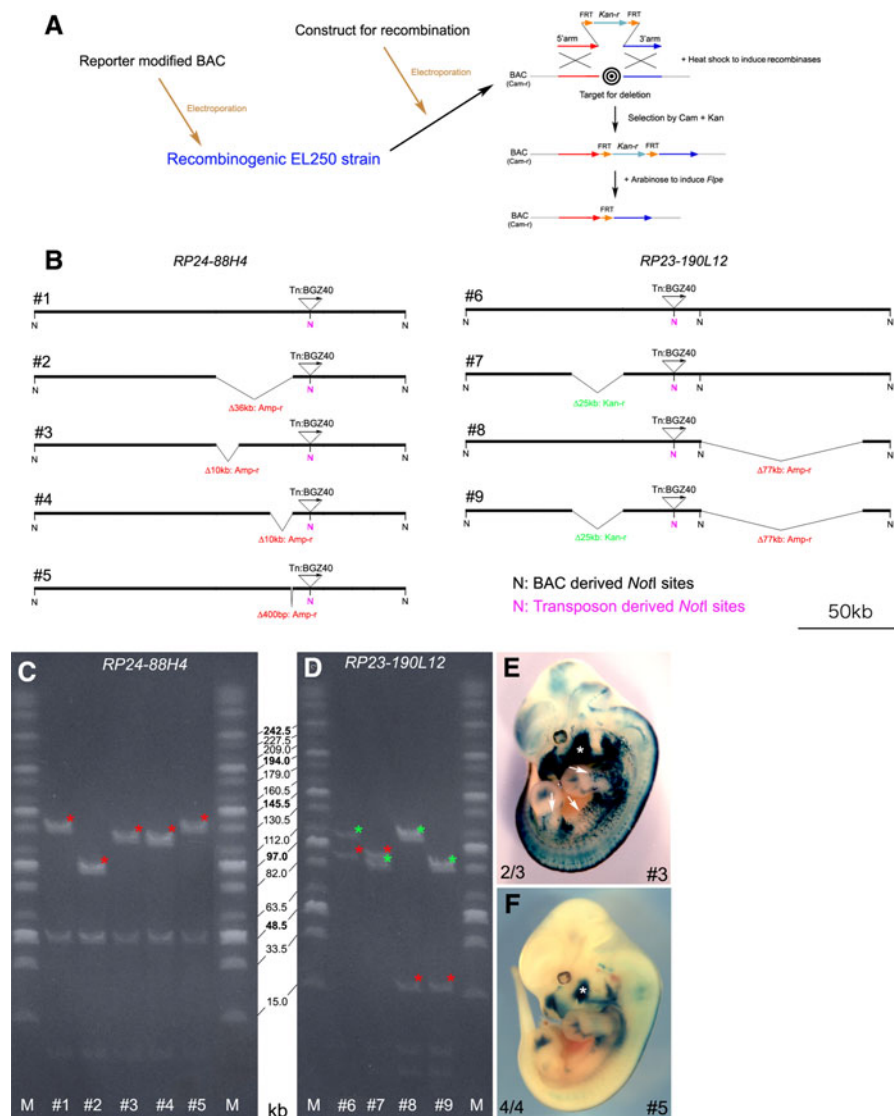 A
Reporter modified BAC
Electroporation
Recombinogenic EL250 strain
Construct for recombination
Electroporation
FRT Kan-r FRT
5'arm 3'arm
+ Heat shock to induce recombinases
BAC
(Cam-r)
Target for deletion
Selection by Cam + Kan
FRT Kan-r FRT
BAC
(Cam-r)
+ Arabinose to induce Flpe
FRT
BAC
(Cam-r)
B
RP24-88H4
#1
Tn:BGZ40
N N N
#2
Tn:BGZ40
N N N
Δ36kb: Amp-r
#3
Tn:BGZ40
N N N
Δ10kb: Amp-r
#4
Tn:BGZ40
N N N
Δ10kb: Amp-r
#5
Tn:BGZ40
N N N
Δ400bp: Amp-r
RP23-190L12
#6
Tn:BGZ40
N N N N
#7
Tn:BGZ40
N N N N
Δ25kb: Kan-r
#8
Tn:BGZ40
N N N N
Δ77kb: Amp-r
#9
Tn:BGZ40
N N N N
Δ25kb: Kan-r Δ77kb: Amp-r
N: BAC derived NotI sites
N: Transposon derived NotI sites
50kb
C
RP24-88H4
M #1 #2 #3 #4 #5 M
242.5
227.5
209.0
194.0
179.0
160.5
145.5
130.5
112.0
97.0
82.0
63.5
48.5
33.5
15.0
kb
D
RP23-190L12
M #6 #7 #8 #9 M
E
2/3 #3
F
4/4 #5